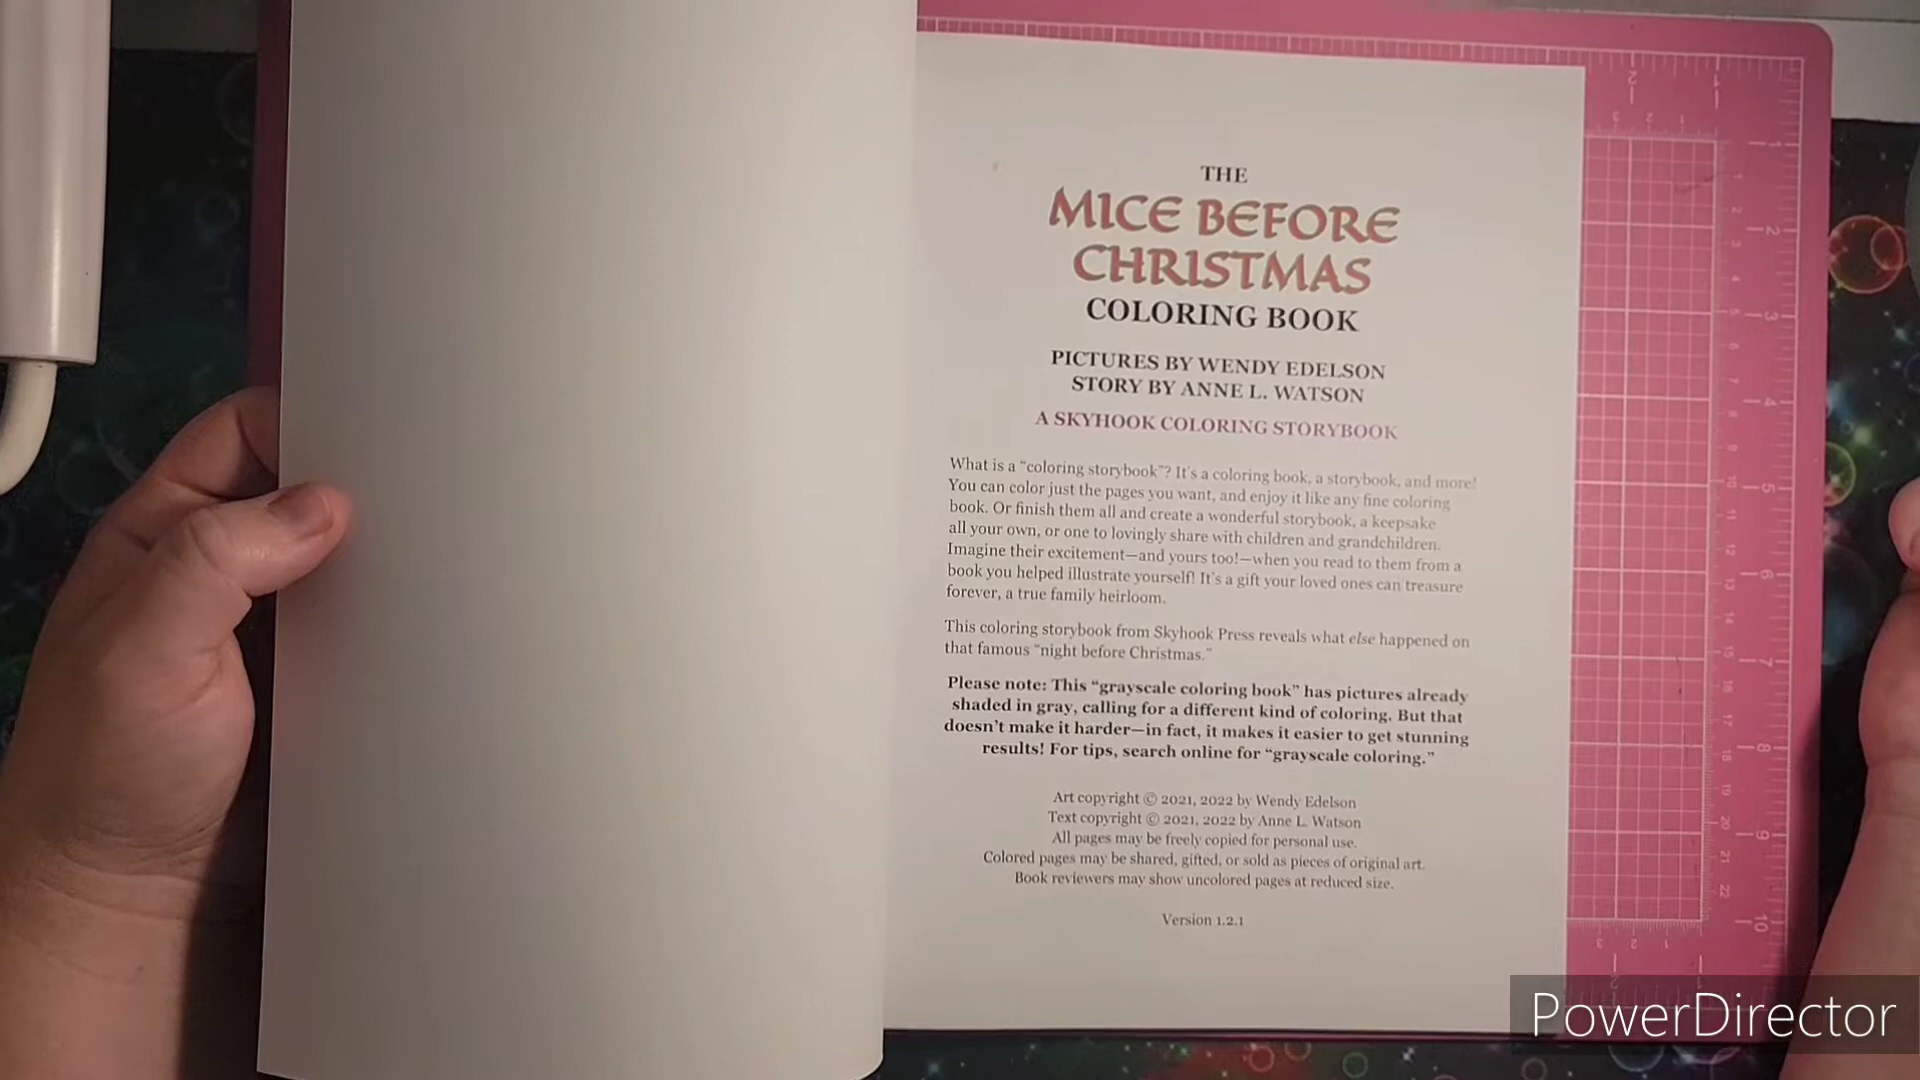 THE
MICE BEFORE
CHRISTMAS
COLORING BOOK
PICTURES BY WENDY EDELSON
STORY BY ANNE L. WATSON
A SKYHOOK COLORING STORYBOOK
What is a “coloring storybook”? It’s a coloring book, a storybook, and more!
You can color just the pages you want, and enjoy it like any fine coloring
book. Or finish them all and create a wonderful storybook, a keepsake
all your own, or one to lovingly share with children and grandchildren.
Imagine their excitement—and yours too!—when you read to them from a
book you helped illustrate yourself! It’s a gift your loved ones can treasure
forever, a true family heirloom.
This coloring storybook from Skyhook Press reveals what else happened on
that famous “night before Christmas.”
Please note: This “grayscale coloring book” has pictures already
shaded in gray, calling for a different kind of coloring. But that
doesn’t make it harder—in fact, it makes it easier to get stunning
results! For tips, search online for “grayscale coloring.”
Art copyright © 2021, 2022 by Wendy Edelson
Text copyright © 2021, 2022 by Anne L. Watson
All pages may be freely copied for personal use.
Colored pages may be shared, gifted, or sold as pieces of original art.
Book reviewers may show uncolored pages at reduced size.
Version 1.2.1
PowerDirector